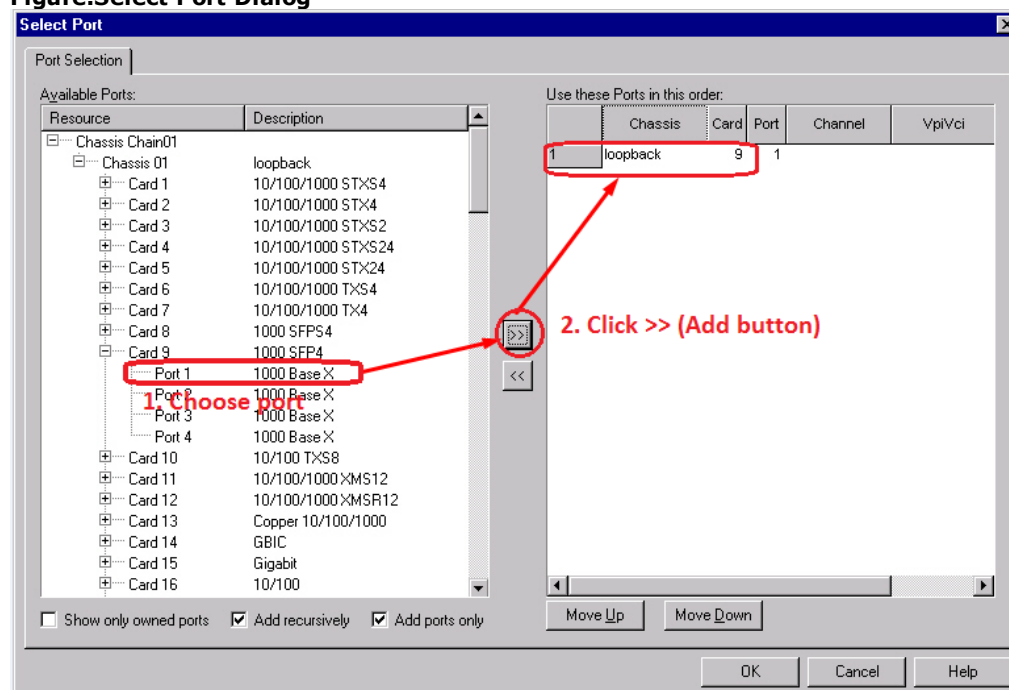 Figure:Select Port Dialog
Select Port
Port Selection
Available Ports:
Resource Description
Chassis Chain01
Chassis 01 loopback
Card 1 10/100/1000 STXS4
Card 2 10/100/1000 STX4
Card 3 10/100/1000 STXS2
Card 4 10/100/1000 STXS24
Card 5 10/100/1000 STX24
Card 6 10/100/1000 TXS4
Card 7 10/100/1000 TX4
Card 8 1000 SFPS4
Card 9 1000 SFP4
Port 1 1000 Base X
Port 2 1000 Base X
Port 3 1000 Base X
Port 4 1000 Base X
Card 10 10/100 TXS8
Card 11 10/100/1000 XMS12
Card 12 10/100/1000 XMSR12
Card 13 Copper 10/100/1000
Card 14 GBIC
Card 15 Gigabit
Card 16 10/100
1. Choose port
Show only owned ports Add recursively Add ports only
>>
<<
2. Click >> (Add button)
Use these Ports in this order:
Chassis Card Port Channel VpiVci
1 loopback 9 1
Move Up Move Down
OK Cancel Help